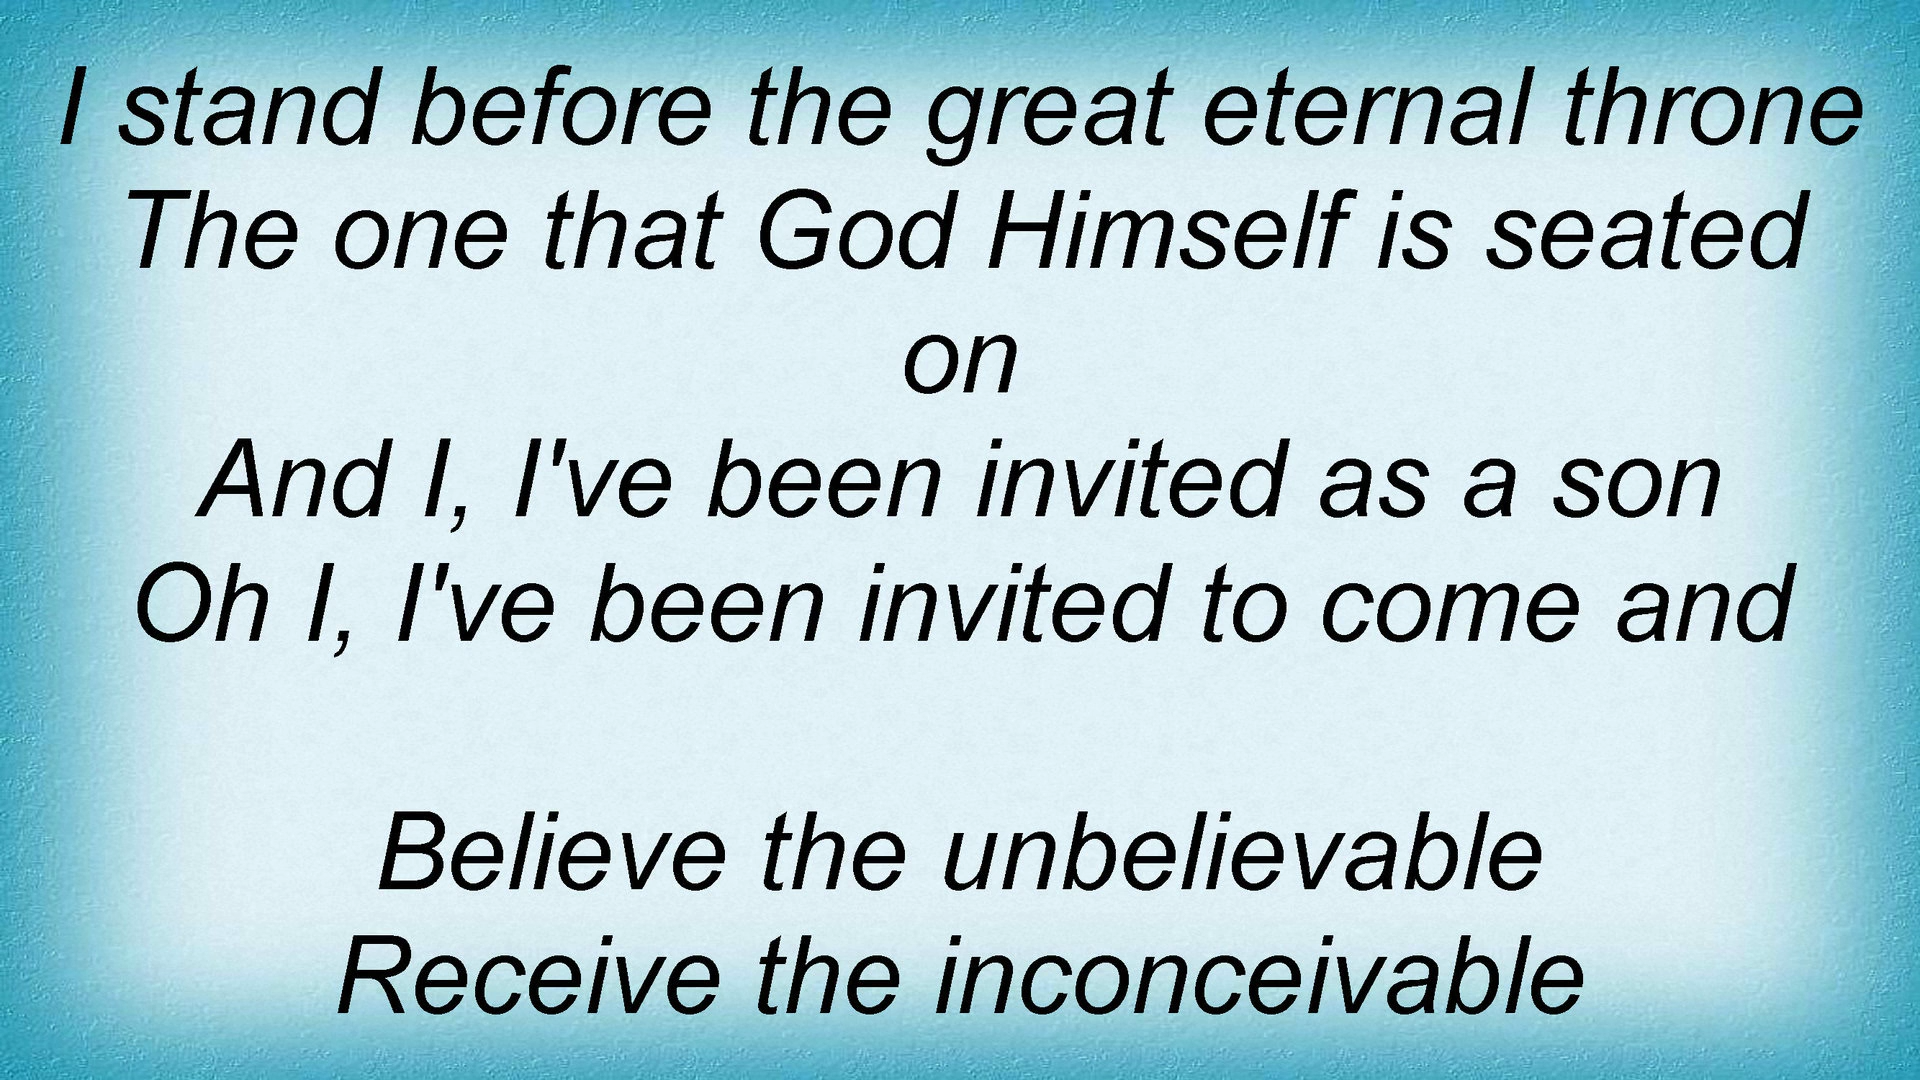 I stand before the great eternal throne
The one that God Himself is seated
on
And I, I've been invited as a son
Oh I, I've been invited to come and
Believe the unbelievable
Receive the inconceivable